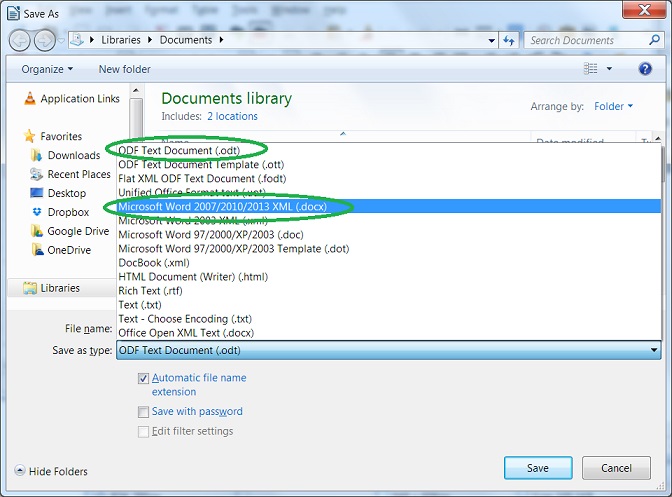 Save As
Libraries Documents
Search Documents
Organize New folder
Application Links
Favorites
Downloads
Recent Places
Desktop
Dropbox
Google Drive
OneDrive
Libraries
Documents library
Includes: 2 locations
Arrange by: Folder
Name Date modified
ODF Text Document (.odt)
ODF Text Document Template (.ott)
Flat XML ODF Text Document (.fodt)
Unified Office Format text (.uot)
Microsoft Word 2007/2010/2013 XML (.docx)
Microsoft Word 2003 XML (.xml)
Microsoft Word 97/2000/XP/2003 (.doc)
Microsoft Word 97/2000/XP/2003 Template (.dot)
DocBook (.xml)
HTML Document (Writer) (.html)
Rich Text (.rtf)
Text (.txt)
Text - Choose Encoding (.txt)
Office Open XML Text (.docx)
File name:
Save as type: ODF Text Document (.odt)
Automatic file name
extension
Save with password
Edit filter settings
Hide Folders
Save Cancel